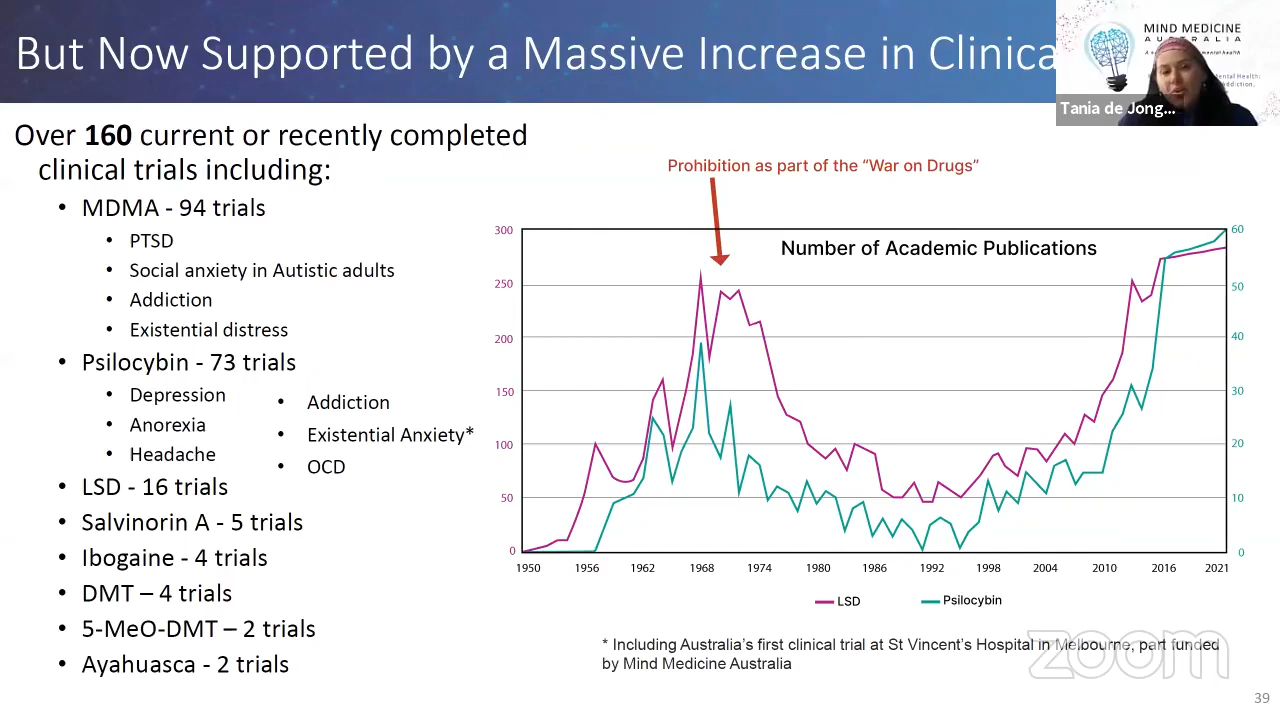 But Now Supported by a Massive Increase in Clinica
MIND MEDICINE
AUSTRALIA
Tania de Jong...
Over 160 current or recently completed
clinical trials including:
• MDMA - 94 trials
• PTSD
• Social anxiety in Autistic adults
• Addiction
• Existential distress
• Psilocybin - 73 trials
• Depression
• Anorexia
• Headache
• Addiction
• Existential Anxiety*
• OCD
• LSD - 16 trials
• Salvinorin A - 5 trials
• Ibogaine - 4 trials
• DMT – 4 trials
• 5-MeO-DMT – 2 trials
• Ayahuasca - 2 trials
Prohibition as part of the “War on Drugs”
Number of Academic Publications
300
250
200
150
100
50
0
60
50
40
30
20
10
0
1950 1956 1962 1968 1974 1980 1986 1992 1998 2004 2010 2016 2021
LSD Psilocybin
* Including Australia’s first clinical trial at St Vincent’s Hospital in Melbourne, part funded
by Mind Medicine Australia
zoom
39